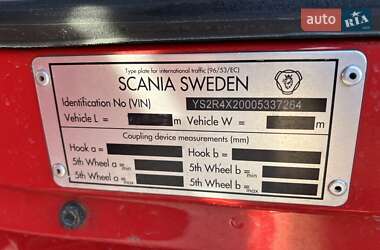 auto RIA
Type plate for international traffic (96/53/EC)
SCANIA SWEDEN
Identification No (VIN) YS2R4X20005337264
Vehicle L = m Vehicle W = m
Coupling device measurements (mm)
Hook a = Hook b =
5th Wheel a = min 5th Wheel b = min
5th Wheel a = max 5th Wheel b = max